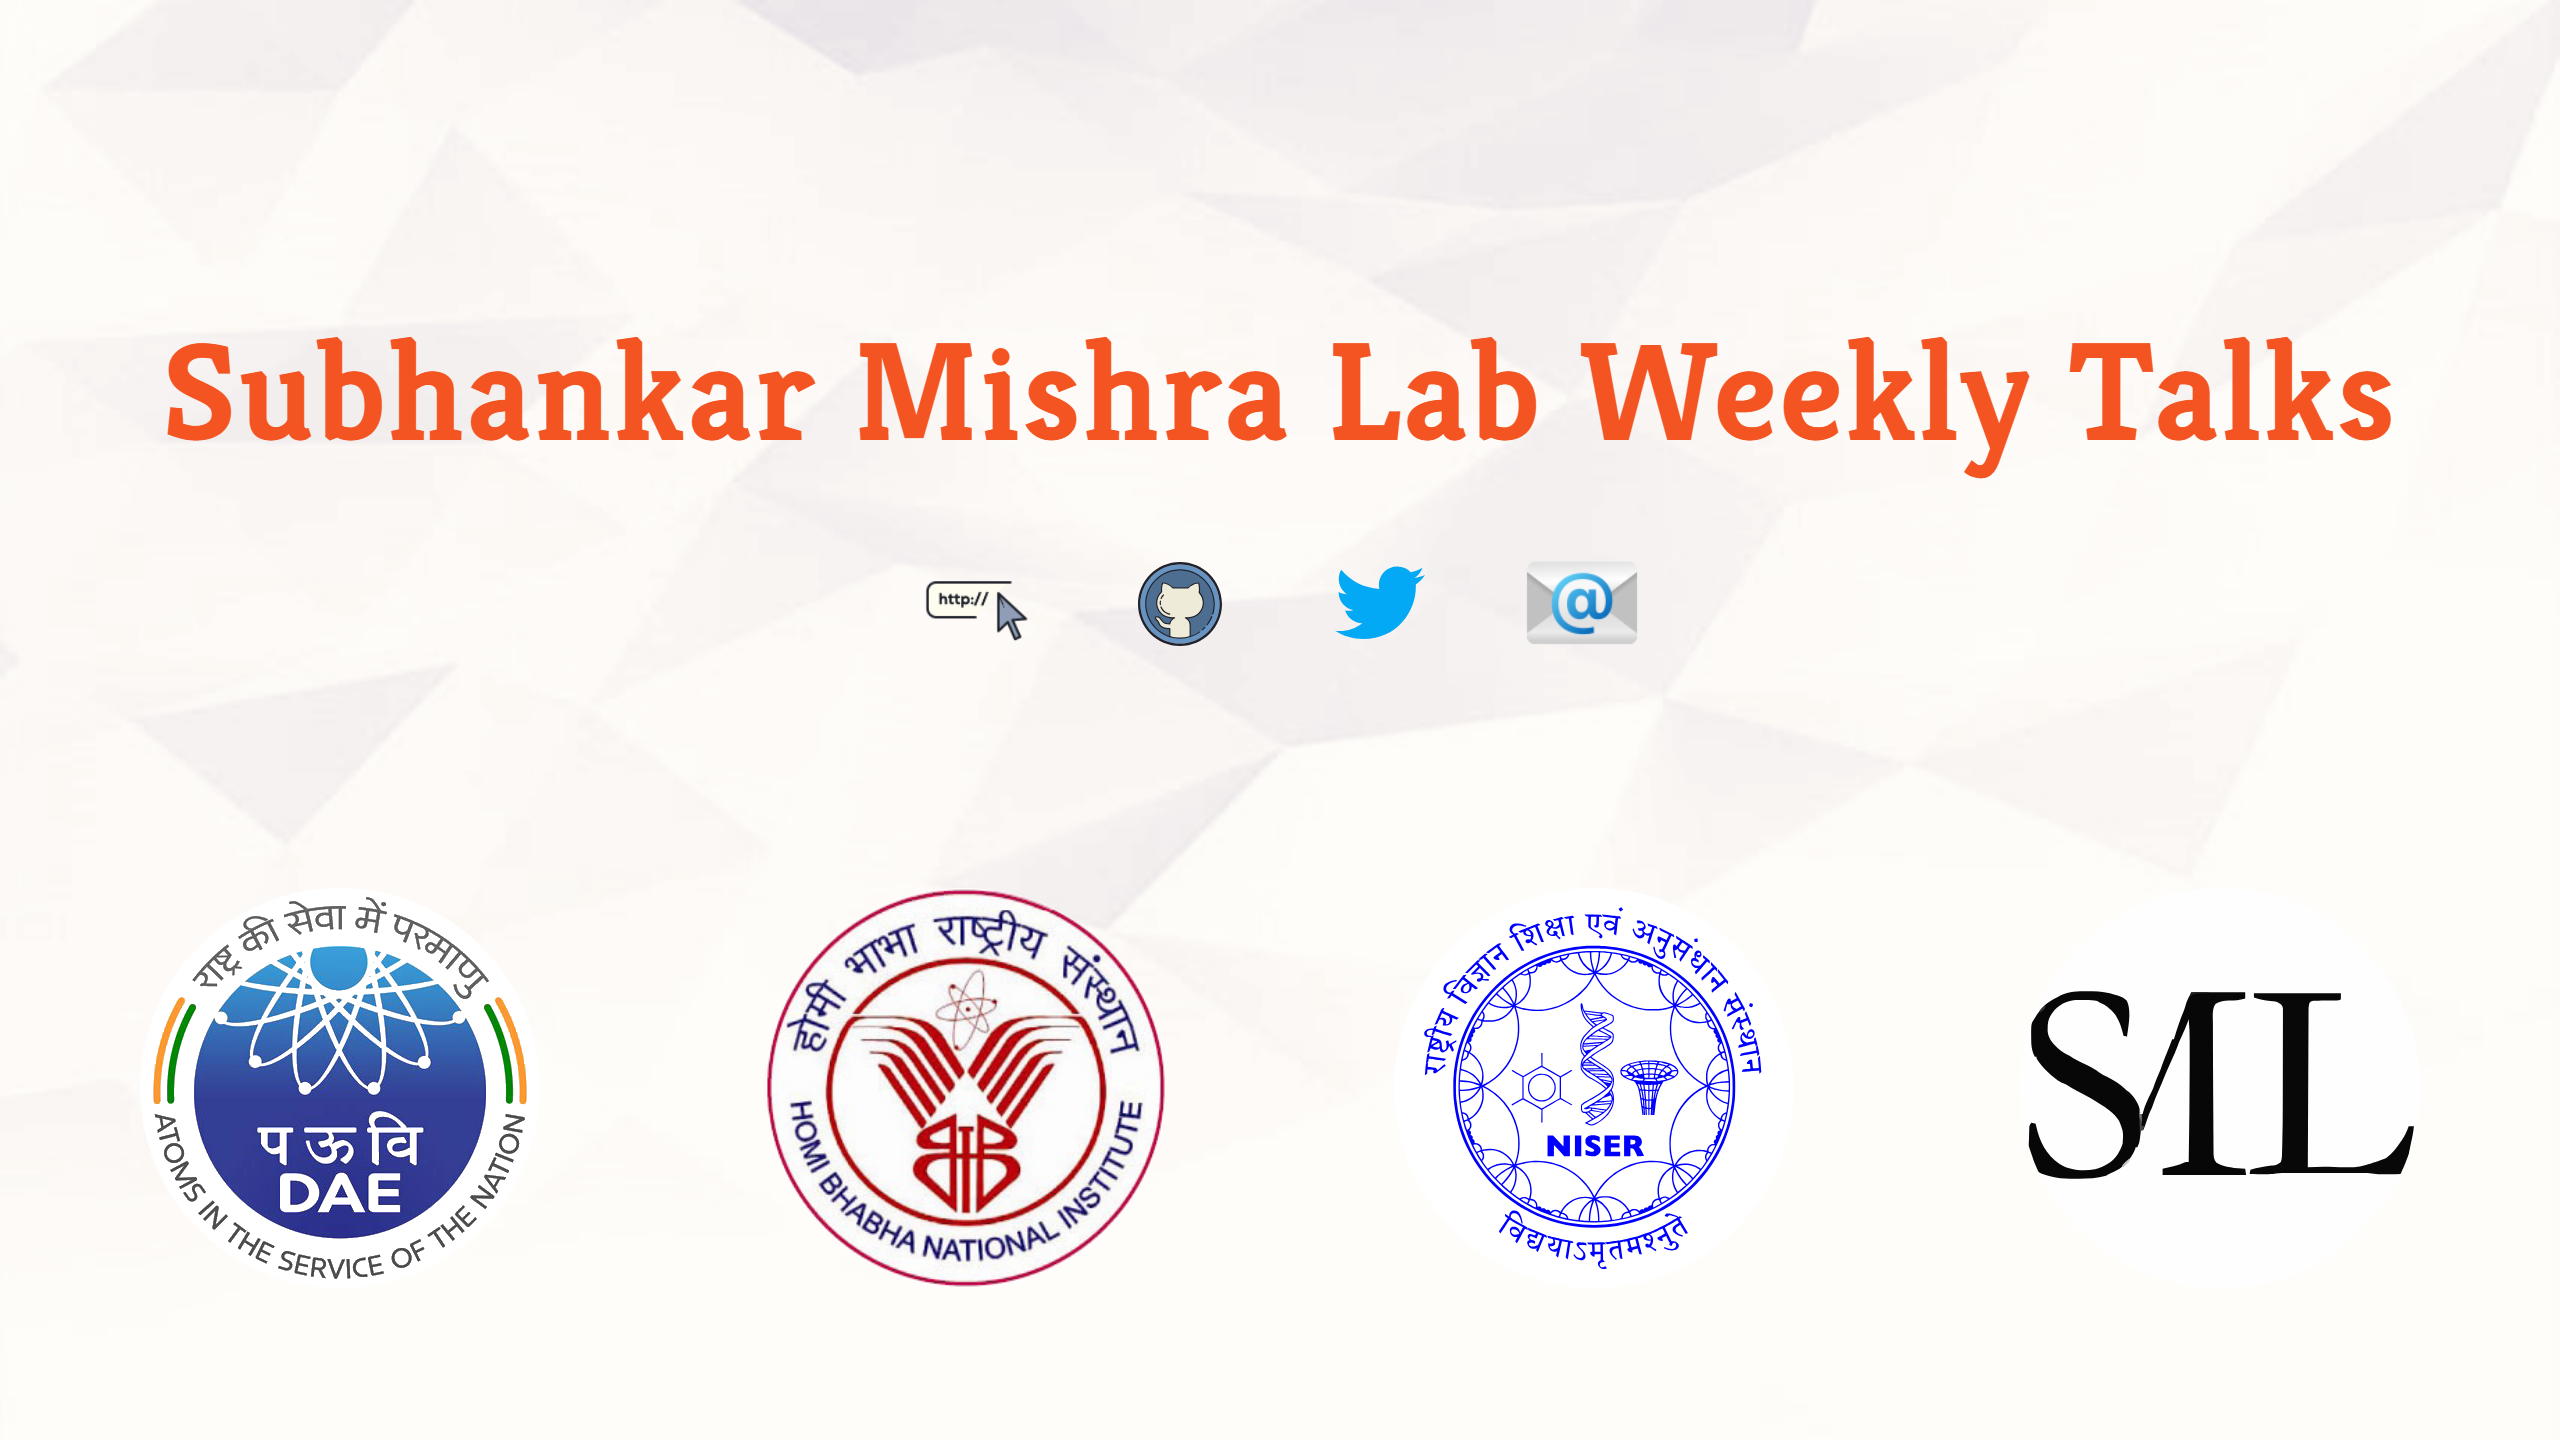 Subhankar Mishra Lab Weekly Talks
http://
@
राष्ट्र की सेवा में परमाणु
प ऊ वि
DAE
ATOMS IN THE SERVICE OF THE NATION
होमी भाभा राष्ट्रीय संस्थान
HOMI BHABHA NATIONAL INSTITUTE
राष्ट्रीय विज्ञान शिक्षा एवं अनुसंधान संस्थान
NISER
विद्ययाऽमृतमश्नुते
SML